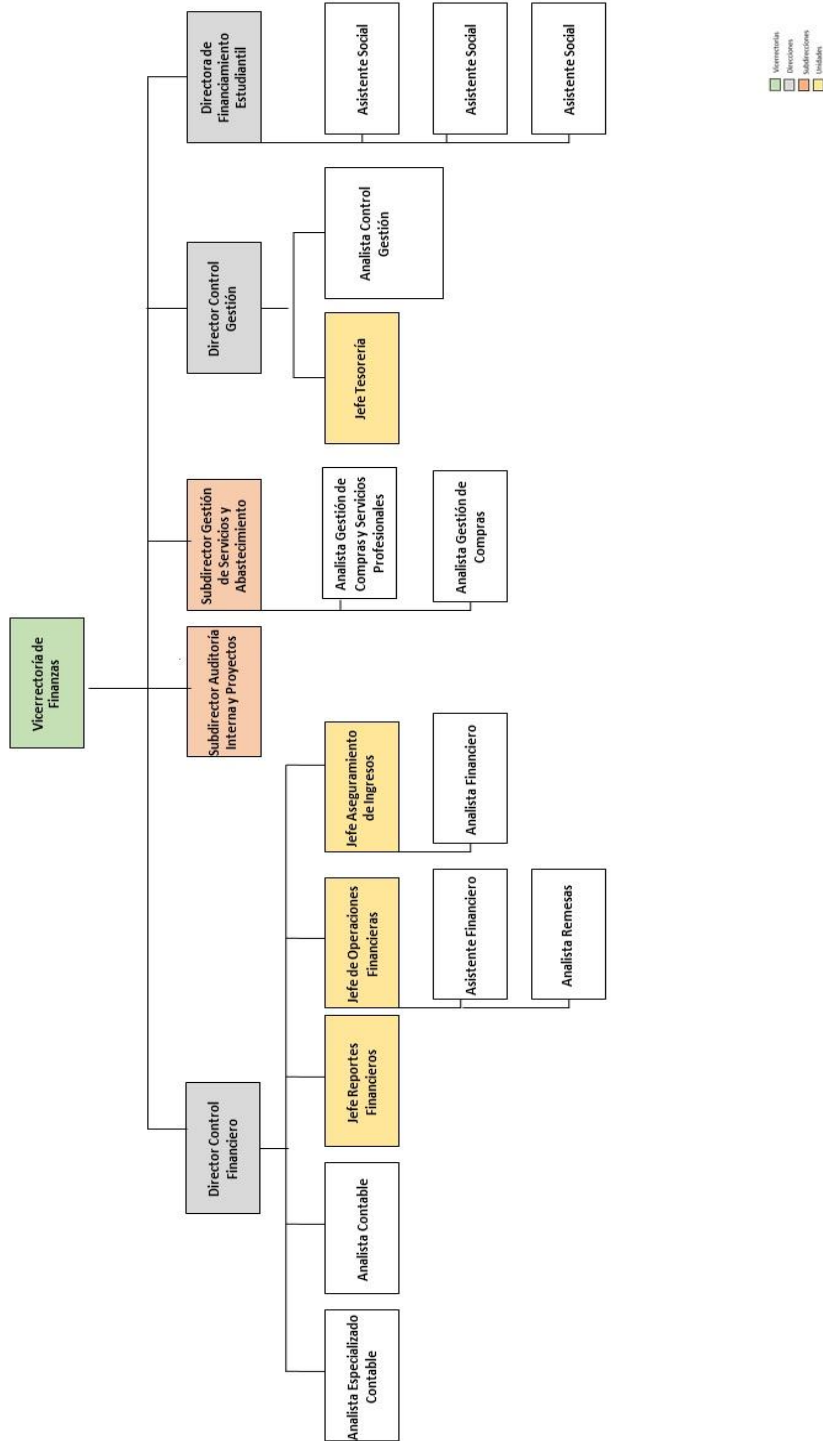 Vicerrectoría de
Finanzas
Director Control
Financiero
Subdirector Auditoría
Interna y Proyectos
Subdirector Gestión
de Servicios y
Abastecimiento
Director Control
Gestión
Directora de
Financiamiento
Estudiantil
Analista Especializado
Contable
Analista Contable
Jefe Reportes
Financieros
Jefe de Operaciones
Financieras
Jefe Aseguramiento
de Ingresos
Analista Gestión de
Compras y Servicios
Profesionales
Jefe Tesorería
Analista Control
Gestión
Asistente Social
Asistente Financiero
Analista Financiero
Analista Gestión de
Compras
Asistente Social
Analista Remesas
Asistente Social
Vicerrectorías
Direcciones
Subdirecciones
Unidades